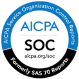 AICPA Service Organization Control Reports
AICPA
SOC
aicpa.org/soc
Formerly SAS 70 Reports